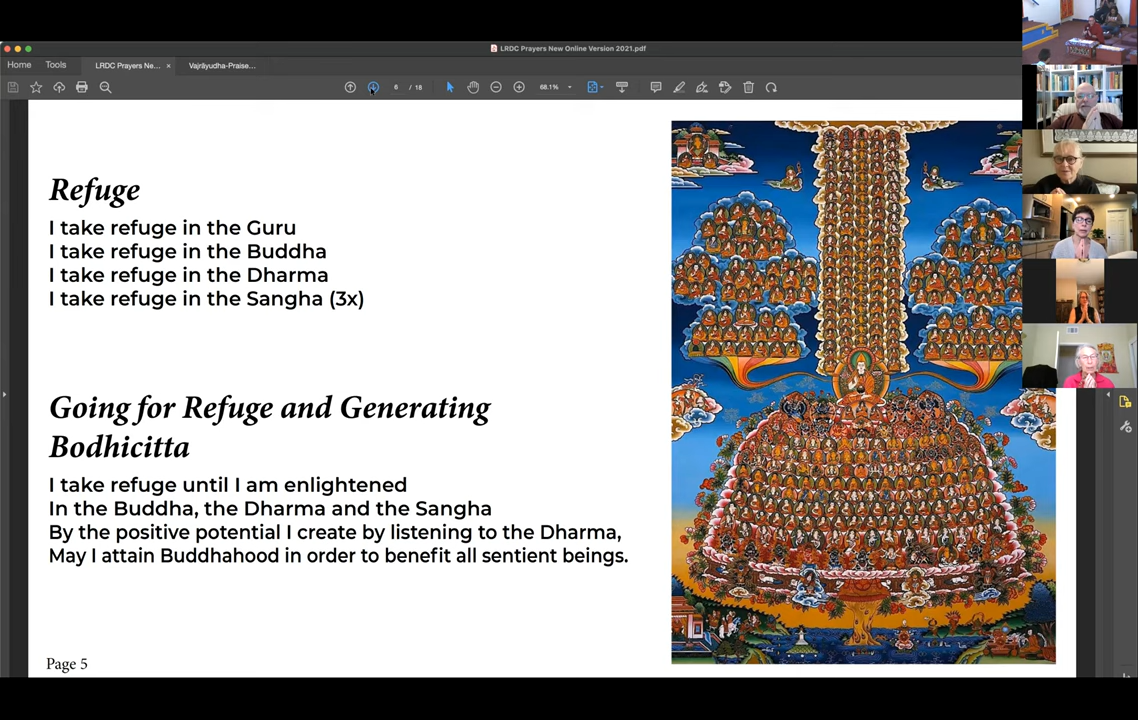 LRDC Prayers New Online Version 2021.pdf
Home Tools LRDC Prayers Ne... × Vajrāyudha-Praise...
6 / 18 68.1%
Refuge
I take refuge in the Guru
I take refuge in the Buddha
I take refuge in the Dharma
I take refuge in the Sangha (3x)
Going for Refuge and Generating
Bodhicitta
I take refuge until I am enlightened
In the Buddha, the Dharma and the Sangha
By the positive potential I create by listening to the Dharma,
May I attain Buddhahood in order to benefit all sentient beings.
Page 5